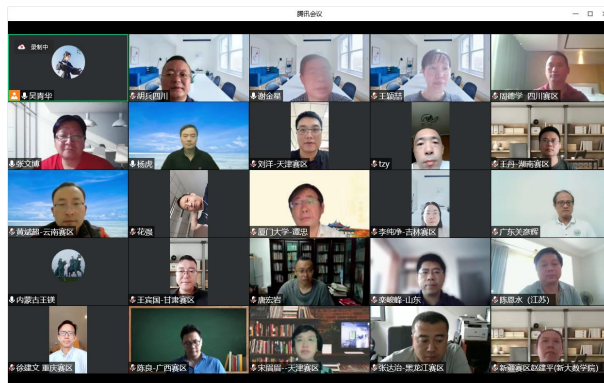 腾讯会议
录制中
吴青华
胡兵四川
谢金星
王颖喆
周德学 四川赛区
张文博
杨虎
刘洋-天津赛区
tzy
王丹-湖南赛区
黄斌超-云南赛区
花强
厦门大学-谭忠
李纯净-吉林赛区
广东关彦辉
内蒙古王镁
王宾国-甘肃赛区
唐宏岩
栾峻峰-山东
陈恩水（江苏）
徐建文 重庆赛区
陈良-广西赛区
宋眉眉--天津赛区
张达治-黑龙江赛区
新疆赛区赵建平(新大数学院)